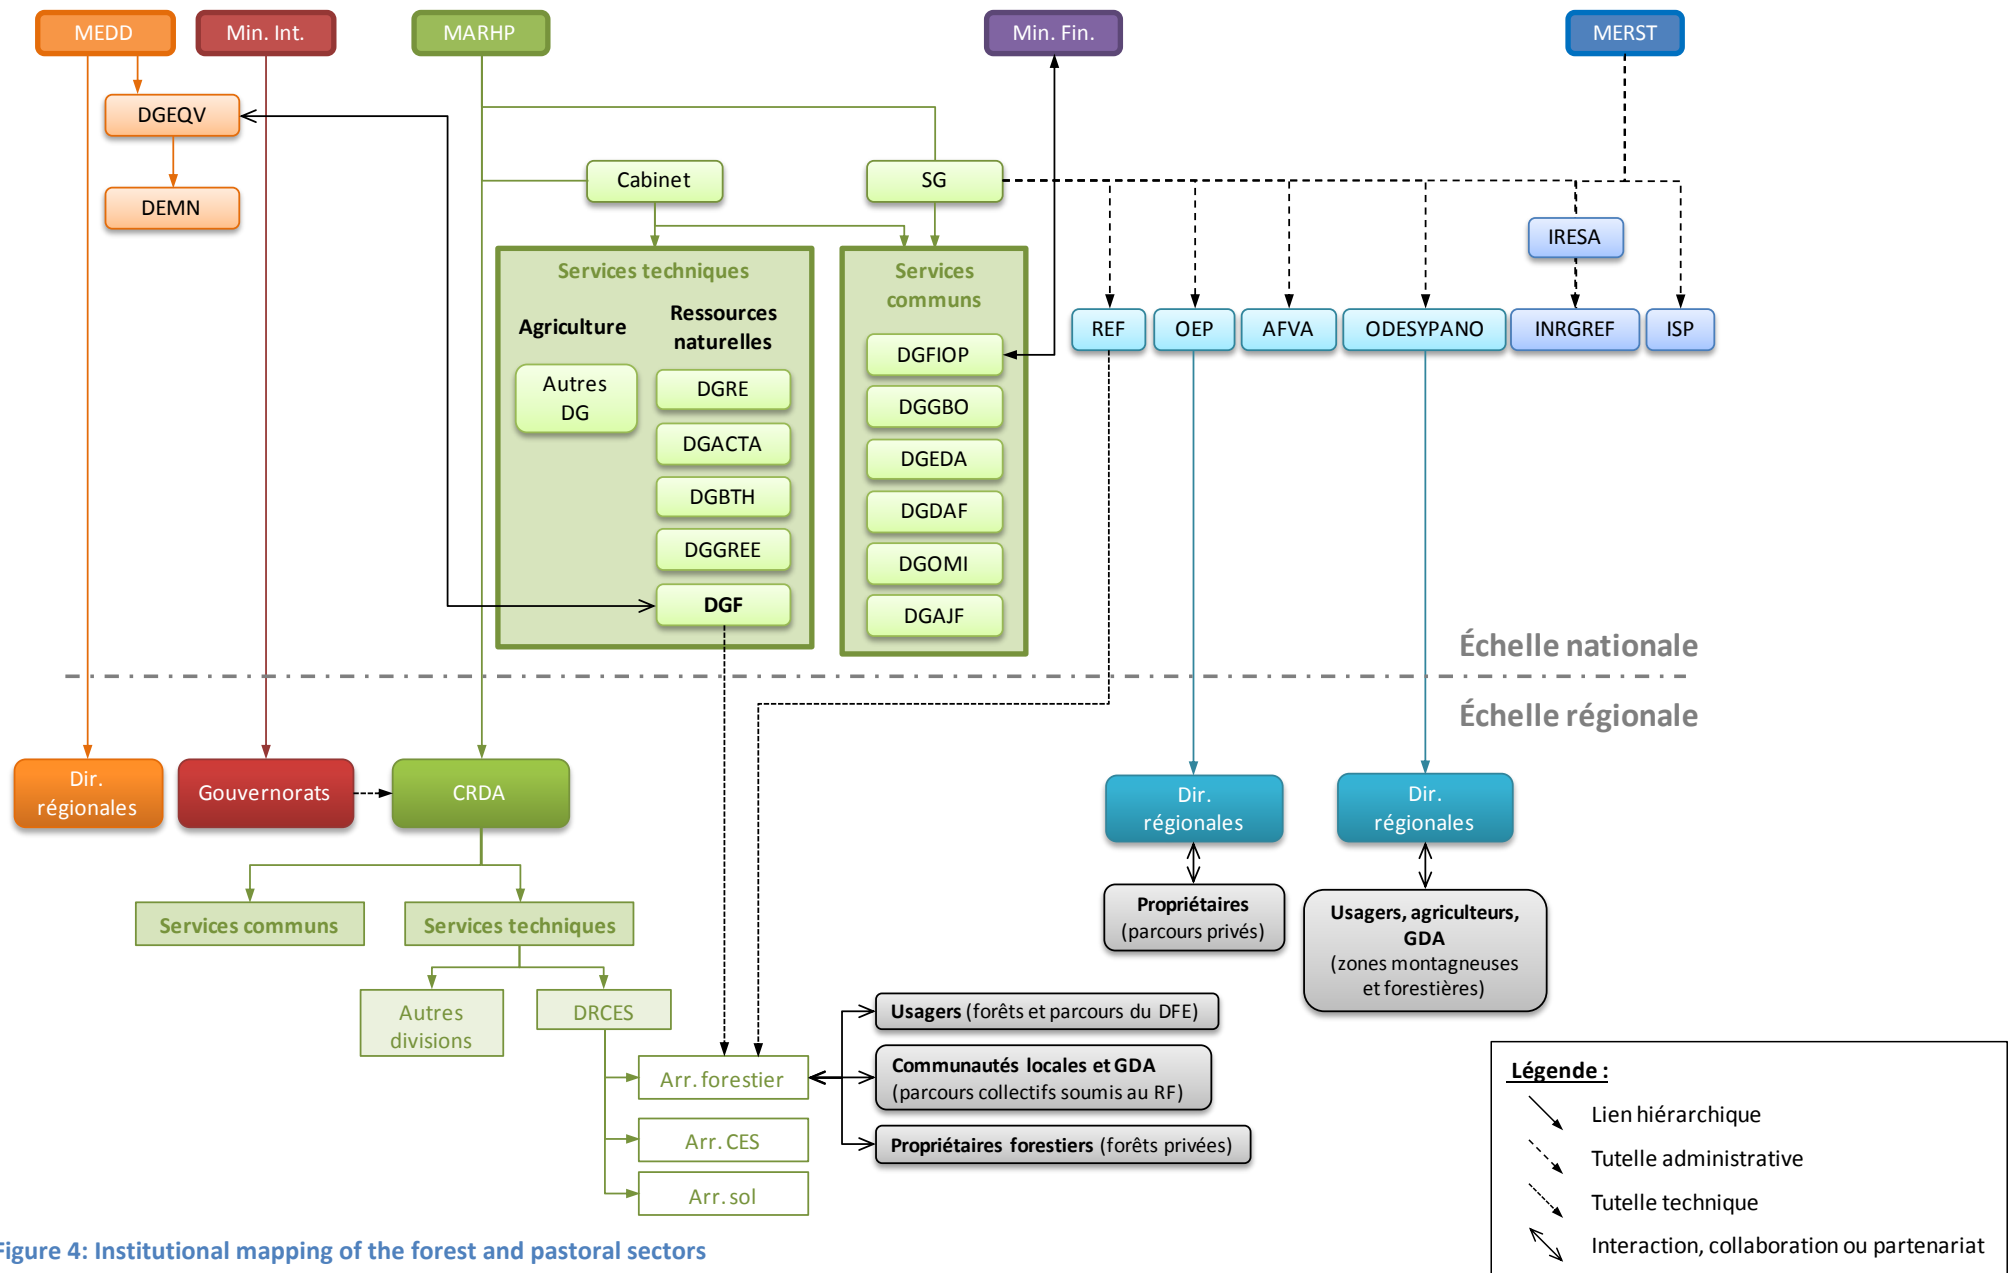 MEDD
Min. Int.
MARHP
Min. Fin.
MERST
DGEQV
DEMN
Cabinet
SG
IRESA
Services techniques
Agriculture
Autres
DG
Ressources
naturelles
DGRE
DGACTA
DGBTH
DGGREE
DGF
Services
communs
DGFIOP
DGGBO
DGEDA
DGDAF
DGOMI
DGAJF
REF
OEP
AFVA
ODESYPANO
INRGREF
ISP
Échelle nationale
Échelle régionale
Dir.
régionales
Gouvernorats
CRDA
Dir.
régionales
Dir.
régionales
Services communs
Services techniques
Propriétaires
(parcours privés)
Usagers, agriculteurs,
GDA
(zones montagneuses
et forestières)
Autres
divisions
DRCES
Arr. forestier
Arr. CES
Arr. sol
Usagers (forêts et parcours du DFE)
Communautés locales et GDA
(parcours collectifs soumis au RF)
Propriétaires forestiers (forêts privées)
Légende :
Lien hiérarchique
Tutelle administrative
Tutelle technique
Interaction, collaboration ou partenariat
Figure 4: Institutional mapping of the forest and pastoral sectors